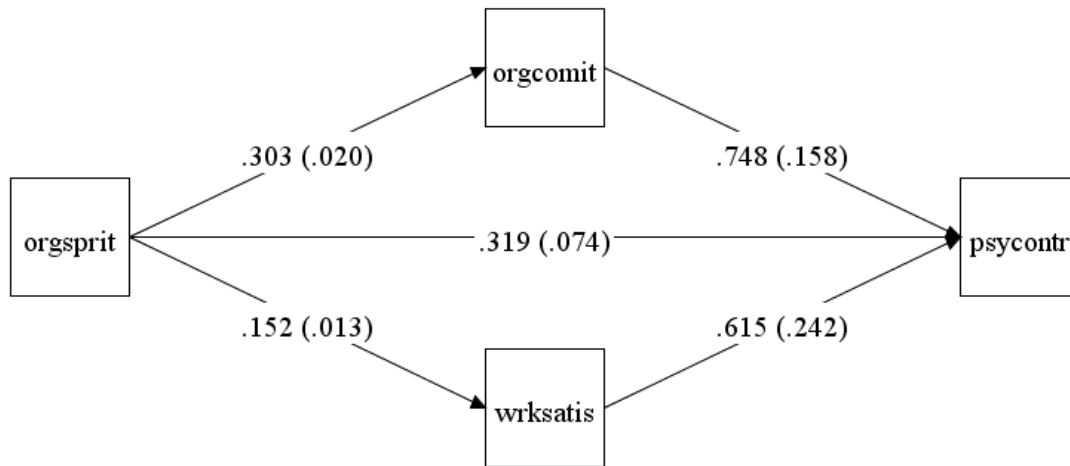 orgcomit
.303 (.020)
.748 (.158)
orgsprit
.319 (.074)
psycontr
.152 (.013)
.615 (.242)
wrksatis